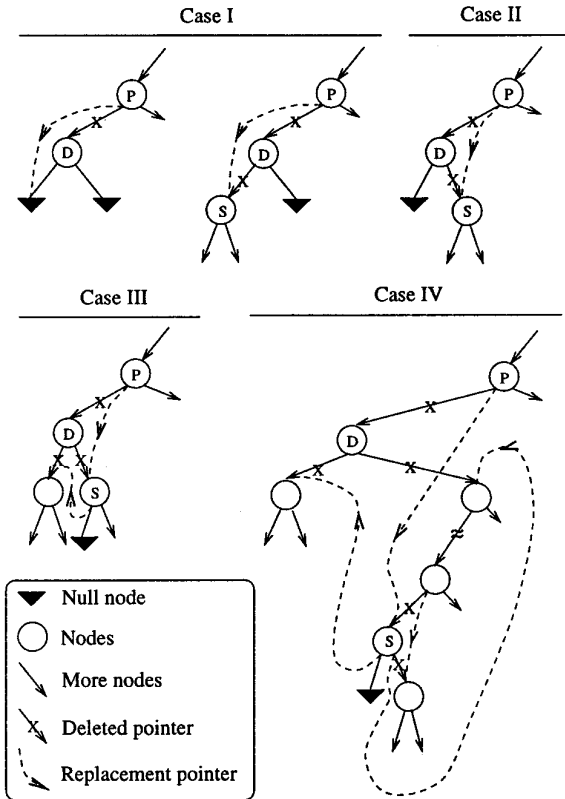 Case I
Case II
P
P
P
X
X
X
D
D
D
X
X
S
S
Case III
Case IV
P
P
X
X
D
D
X
X
X
X
S
≈
X
S
X
Null node
Nodes
More nodes
X
Deleted pointer
Replacement pointer